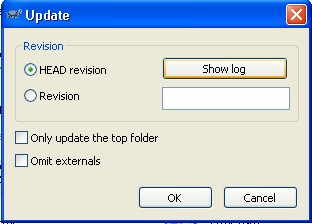 Update
Revision
HEAD revision
Show log
Revision
Only update the top folder
Omit externals
OK
Cancel